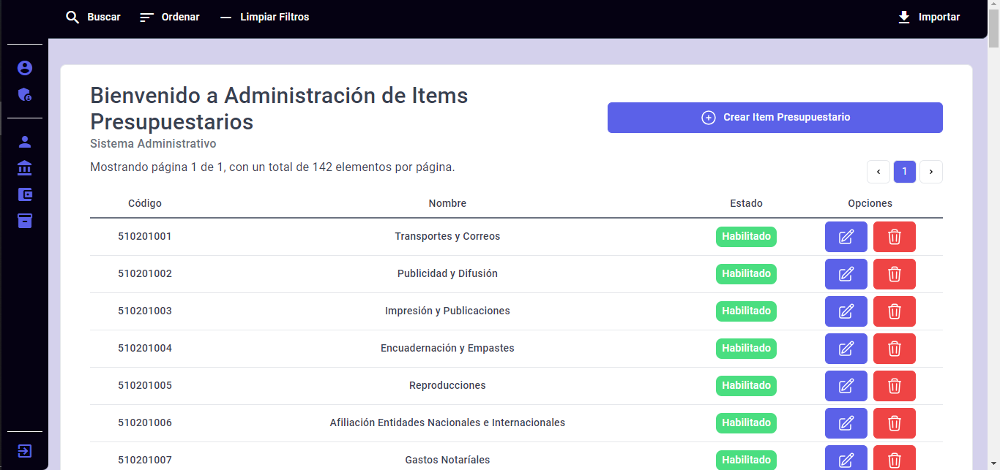 Buscar Ordenar Limpiar Filtros Importar
Bienvenido a Administración de Items
Presupuestarios
Crear Item Presupuestario
Sistema Administrativo
Mostrando página 1 de 1, con un total de 142 elementos por página.
‹ 1 ›
Código Nombre Estado Opciones
510201001 Transportes y Correos Habilitado
510201002 Publicidad y Difusión Habilitado
510201003 Impresión y Publicaciones Habilitado
510201004 Encuadernación y Empastes Habilitado
510201005 Reproducciones Habilitado
510201006 Afiliación Entidades Nacionales e Internacionales Habilitado
510201007 Gastos Notaríales Habilitado